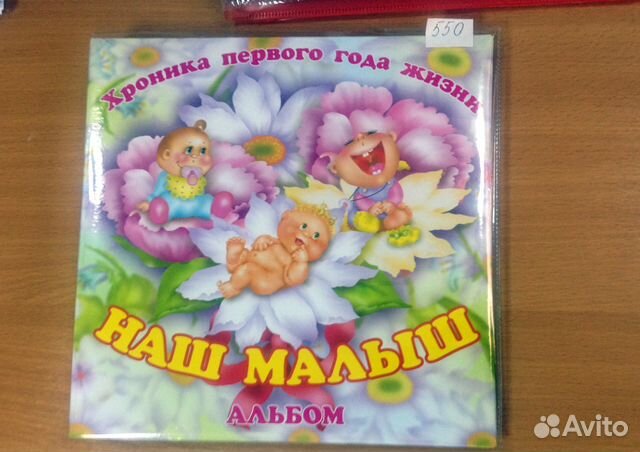 550
Хроника первого года жизни
НАШ МАЛЫШ
АЛЬБОМ
Avito